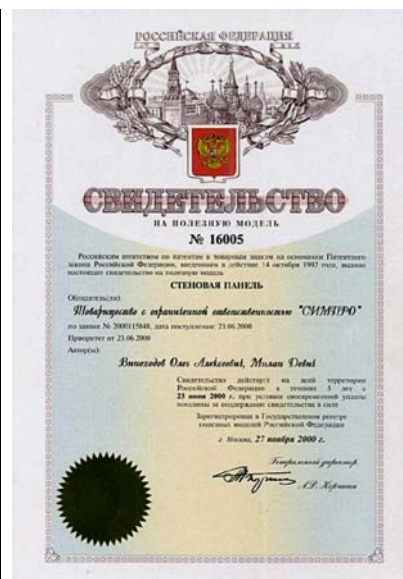 РОССИЙСКАЯ ФЕДЕРАЦИЯ
СВИДЕТЕЛЬСТВО
НА ПОЛЕЗНУЮ МОДЕЛЬ
№ 16005
Российским агентством по патентам и товарным знакам на основании Патентного
закона Российской Федерации, введенного в действие 14 октября 1992 года, выдано
настоящее свидетельство на полезную модель
СТЕНОВАЯ ПАНЕЛЬ
Обладатель(ли):
Товарищество с ограниченной ответственностью "СИМПРО"
по заявке № 2000115848, дата поступления: 23.06.2000
Приоритет от 23.06.2000
Автор(ы):
Олег Алексеевич, Милан
Свидетельство действует на всей территории
Российской Федерации в течение 5 лет с
23 июня 2000 г. при условии своевременной уплаты
пошлины за поддержание свидетельства в силе
Зарегистрирован в Государственном реестре
полезных моделей Российской Федерации
г. Москва, 27 ноября 2000 г.
Генеральный директор
А.Д. Корчагин